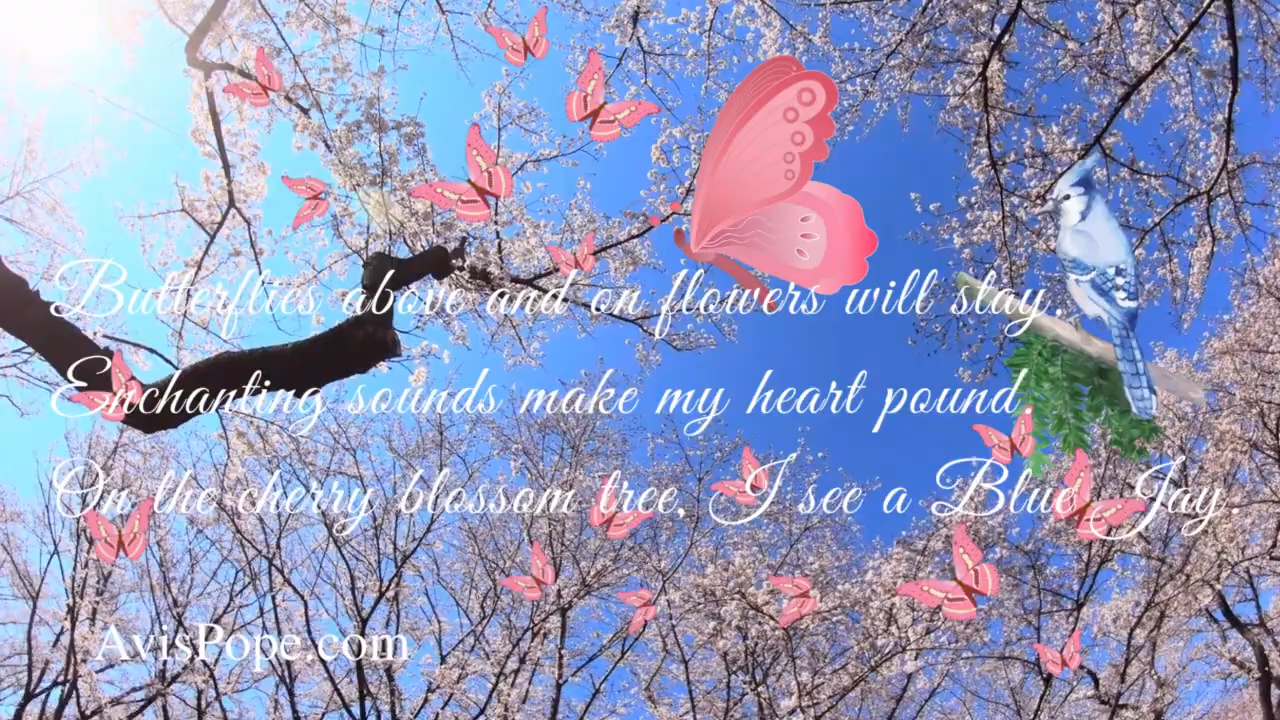 Butterflies above and on flowers will stay.
Enchanting sounds make my heart pound.
On the cherry blossom tree, I see a Blue Jay.
AvisPope.com